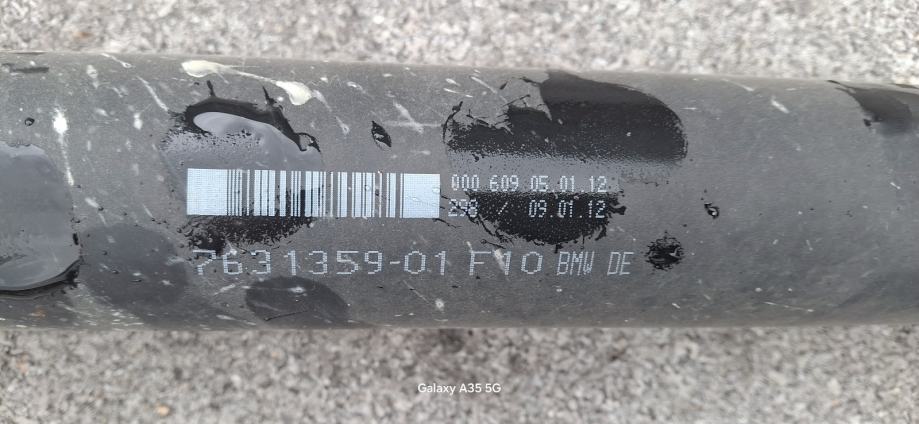 000 609 05.01.12
298 / 09.01.12
7631359-01 F10 BMW DE
Galaxy A35 5G